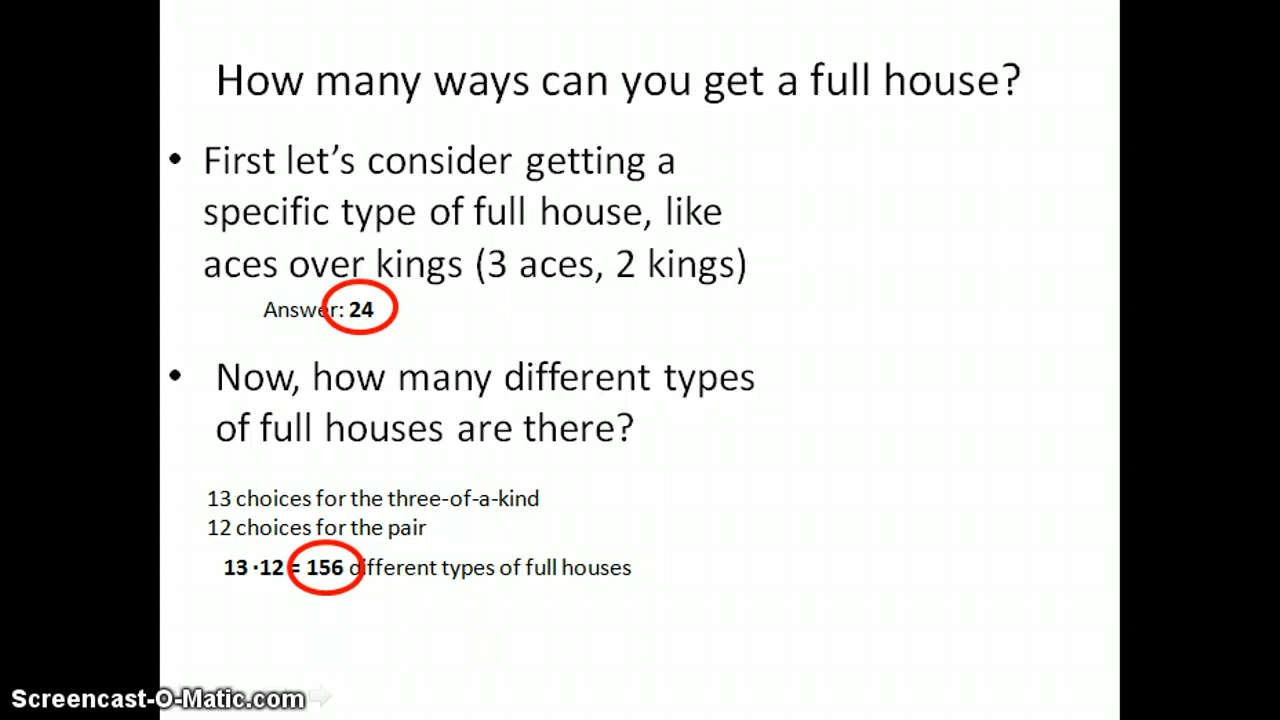 How many ways can you get a full house?
• First let's consider getting a
specific type of full house, like
aces over kings (3 aces, 2 kings)
Answer: 24
• Now, how many different types
of full houses are there?
13 choices for the three-of-a-kind
12 choices for the pair
13·12 = 156 different types of full houses
Screencast-O-Matic.com